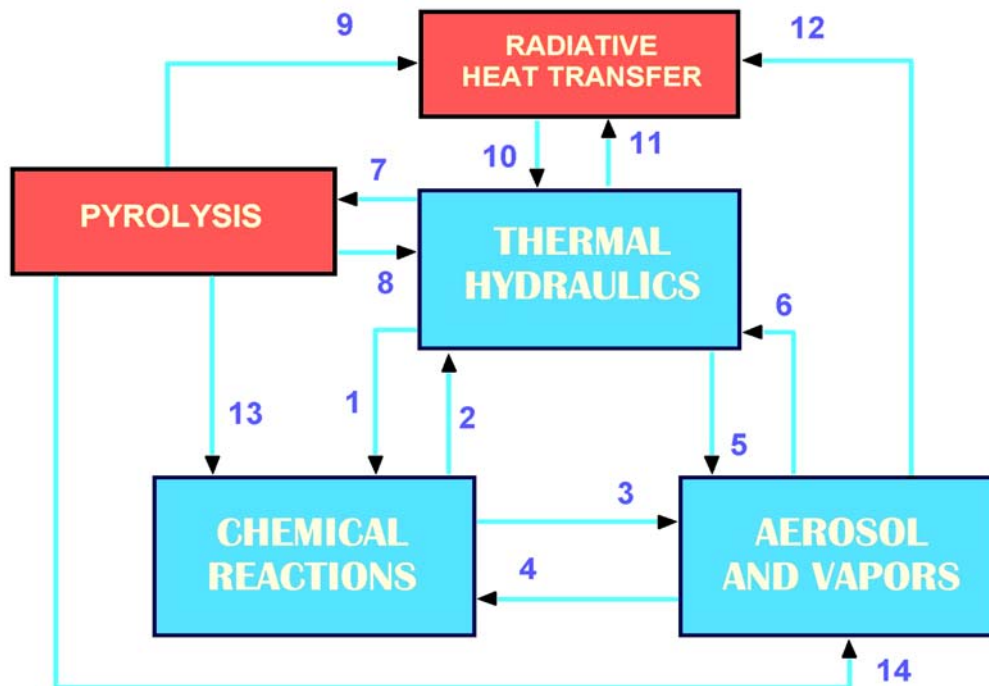 9
RADIATIVE
HEAT TRANSFER
12
10
11
7
PYROLYSIS
THERMAL
HYDRAULICS
8
6
1
2
13
5
3
CHEMICAL
REACTIONS
4
AEROSOL
AND VAPORS
14